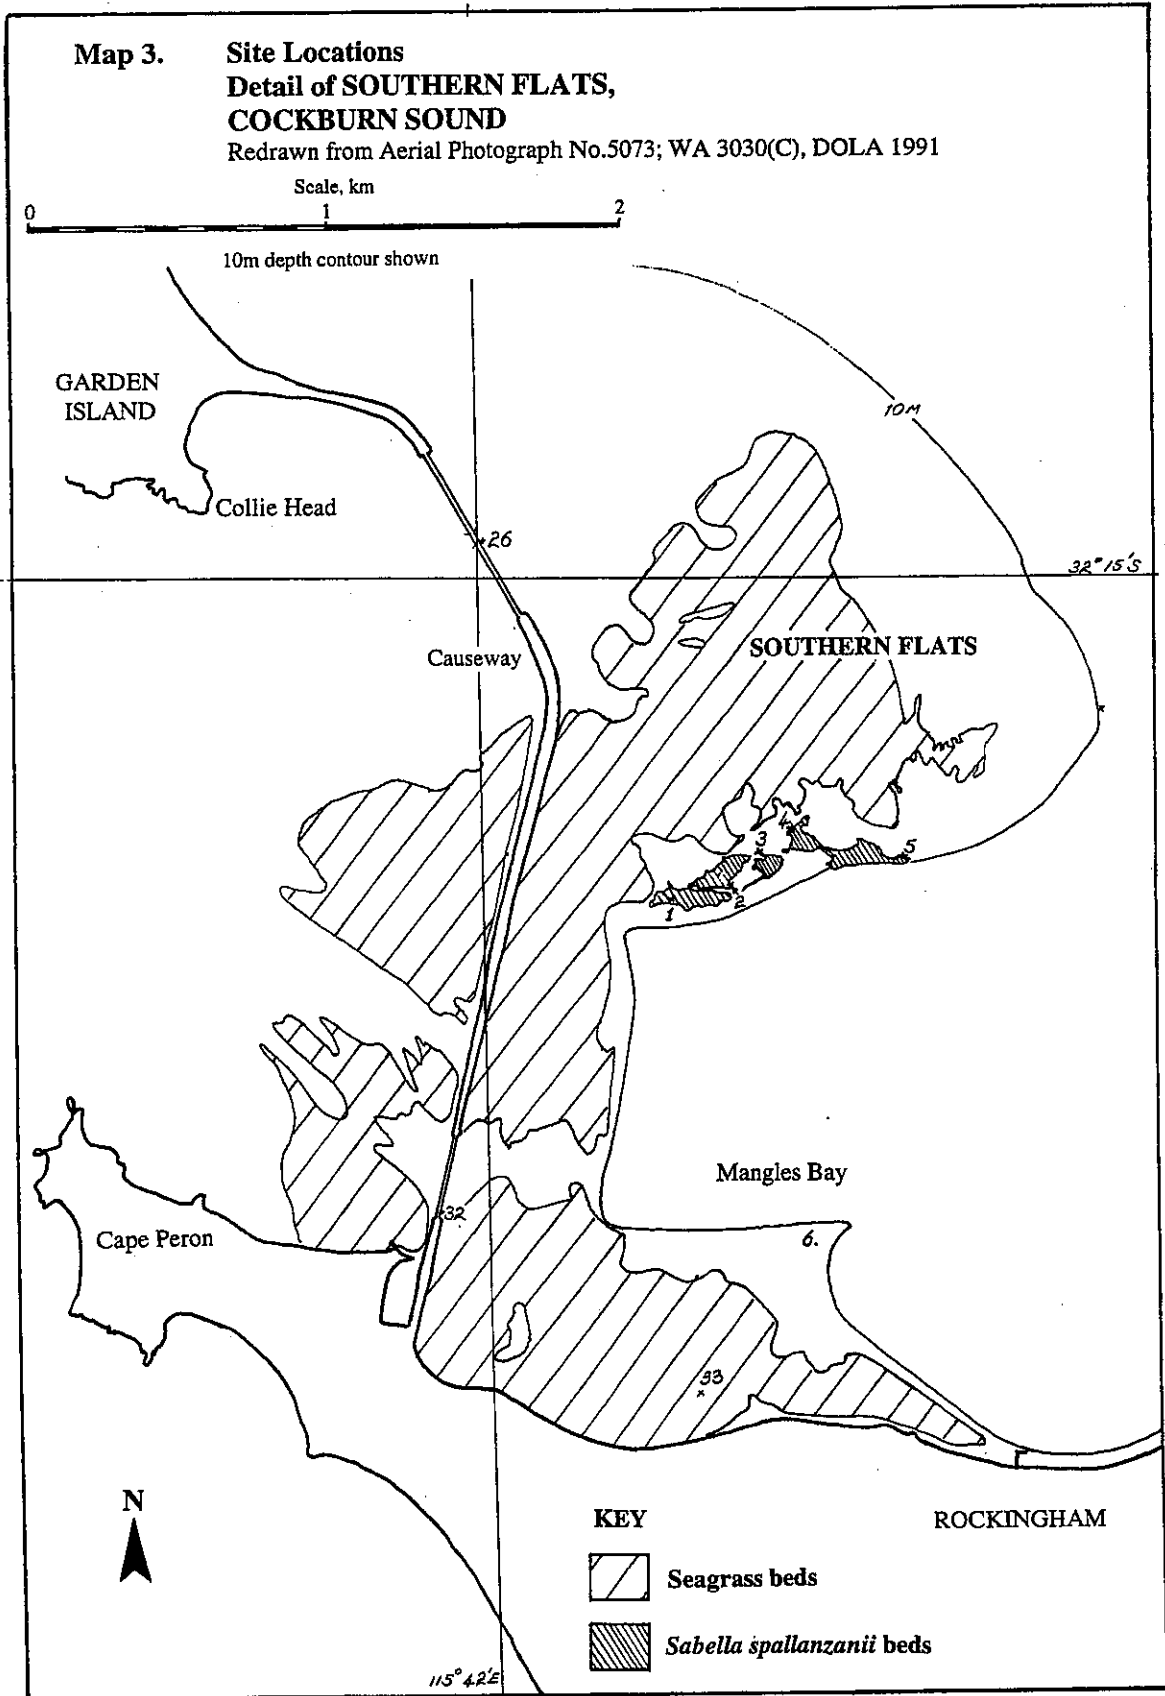 Map 3. Site Locations
Detail of SOUTHERN FLATS,
COCKBURN SOUND
Redrawn from Aerial Photograph No.5073; WA 3030(C), DOLA 1991
Scale, km
0 1 2
10m depth contour shown
GARDEN
ISLAND
10M
Collie Head
26
32°15'S
SOUTHERN FLATS
Causeway
4
3
5
2
1
Mangles Bay
32
Cape Peron
6.
33
N
KEY
ROCKINGHAM
Seagrass beds
Sabella spallanzanii beds
115°42'E